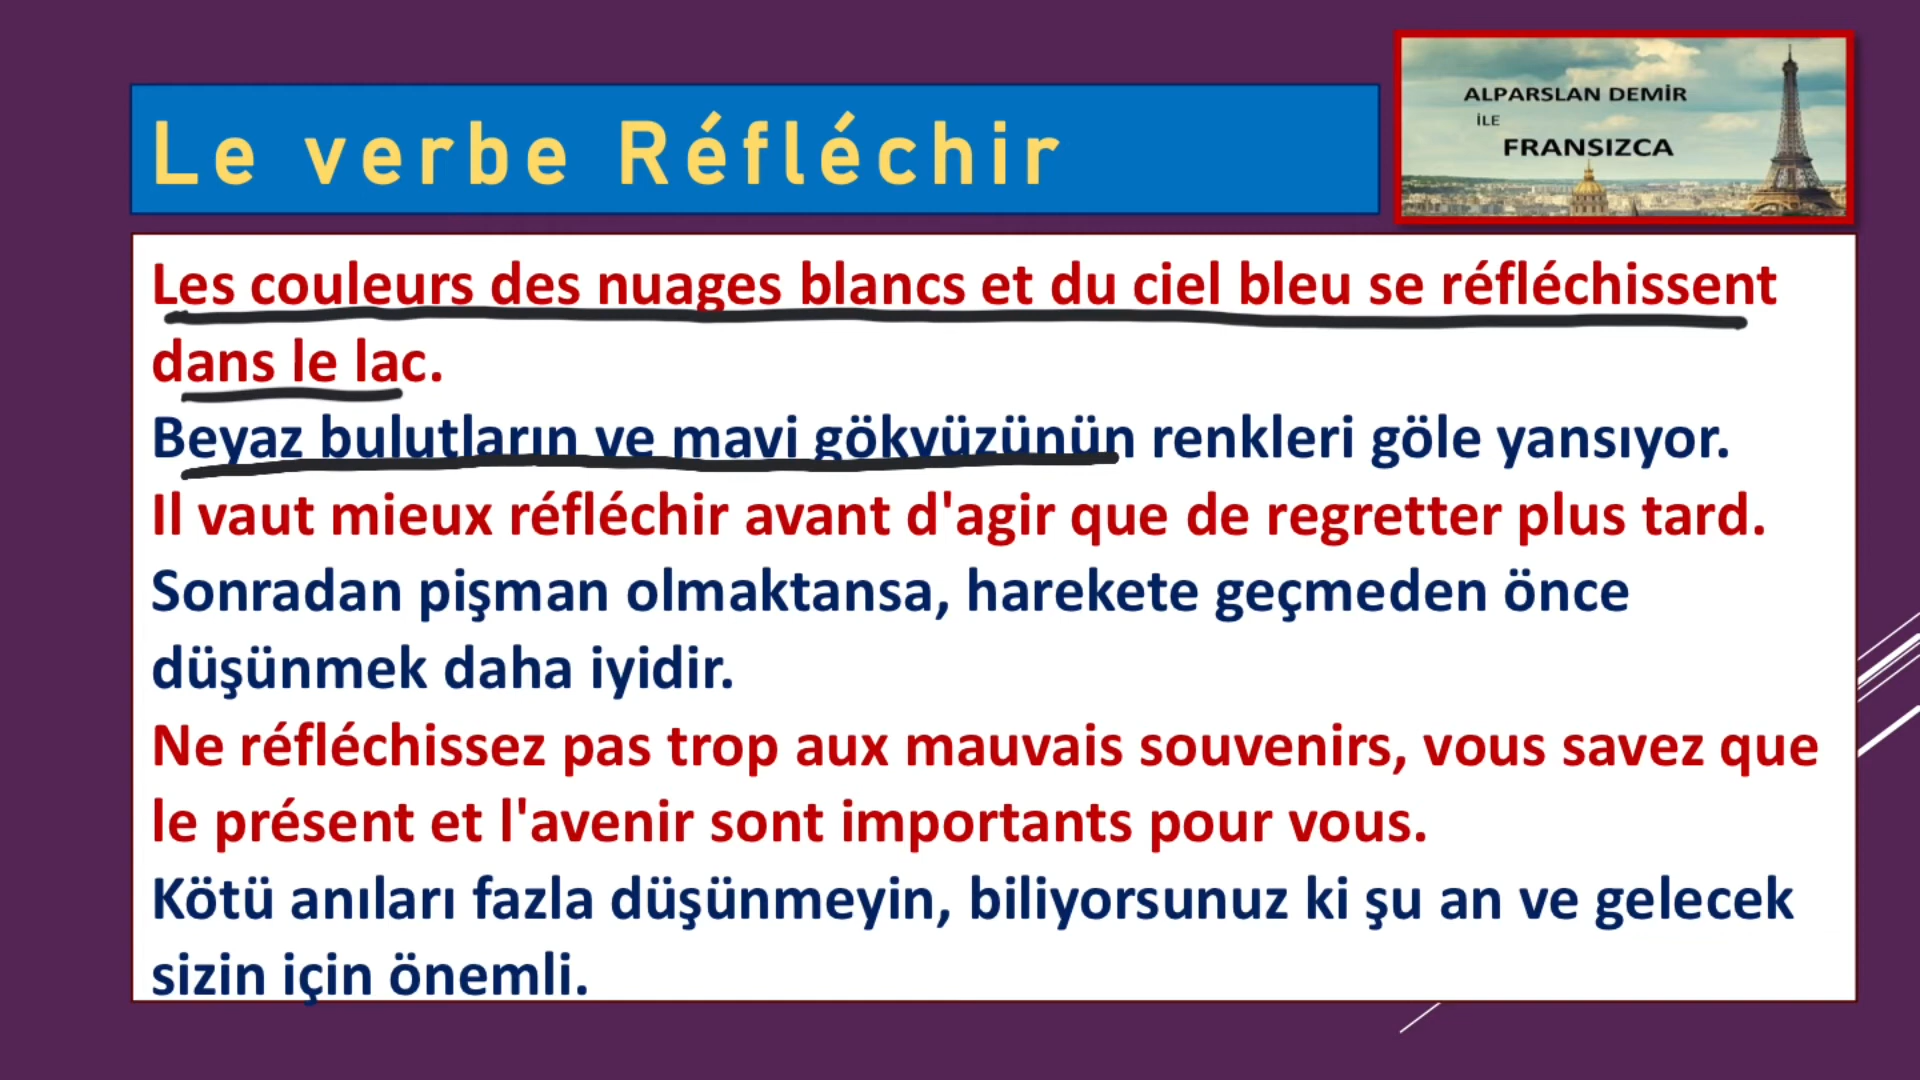 Le verbe Réfléchir
ALPARSLAN DEMİR
İLE
FRANSIZCA
Les couleurs des nuages blancs et du ciel bleu se réfléchissent
dans le lac.
Beyaz bulutların ve mavi gökyüzünün renkleri göle yansıyor.
Il vaut mieux réfléchir avant d'agir que de regretter plus tard.
Sonradan pişman olmaktansa, harekete geçmeden önce
düşünmek daha iyidir.
Ne réfléchissez pas trop aux mauvais souvenirs, vous savez que
le présent et l'avenir sont importants pour vous.
Kötü anıları fazla düşünmeyin, biliyorsunuz ki şu an ve gelecek
sizin için önemli.